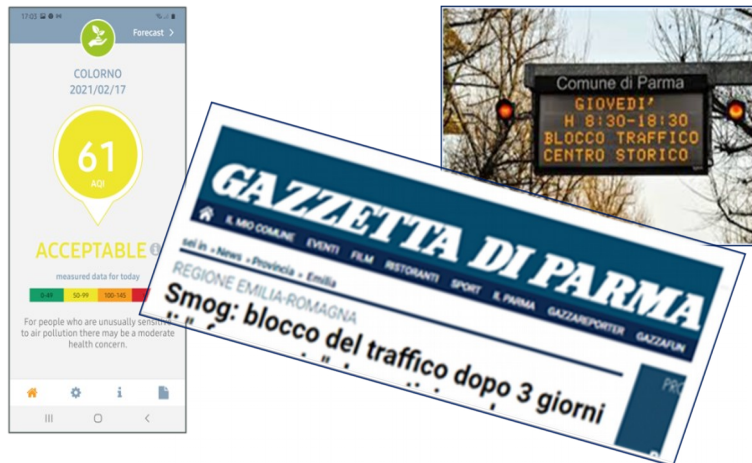 17:03
Forecast >
COLORNO
2021/02/17
61
AQI
ACCEPTABLE
measured data for today
0-49 50-99 100-145
For people who are unusually sensitive
to air pollution there may be a moderate
health concern.
Comune di Parma
GIOVEDI'
H 8:30-18:30
BLOCCO TRAFFICO
CENTRO STORICO
GAZZETTA DI PARMA
IL MIO COMUNE EVENTI FILM RISTORANTI SPORT IL PARMA GAZZAREPORTER GAZZAFUN
sei in » News » Provincia » Emilia
REGIONE EMILIA-ROMAGNA
Smog: blocco del traffico dopo 3 giorni